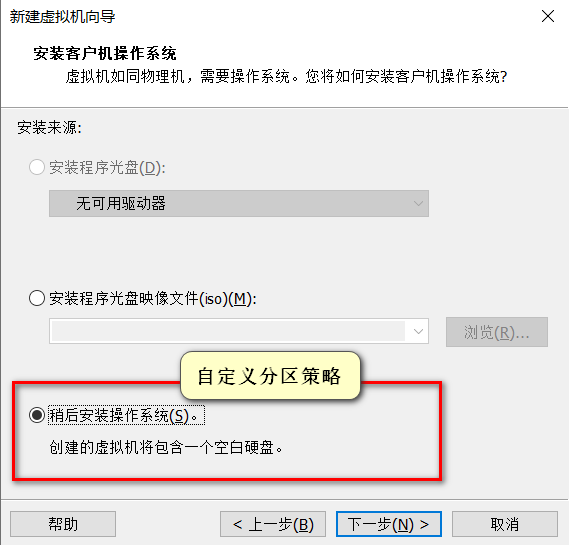 新建虚拟机向导
安装客户机操作系统
虚拟机如同物理机，需要操作系统。您将如何安装客户机操作系统?
安装来源:
安装程序光盘(D):
无可用驱动器
安装程序光盘映像文件(iso)(M):
浏览(R)...
自定义分区策略
稍后安装操作系统(S)。
创建的虚拟机将包含一个空白硬盘。
帮助
< 上一步(B)
下一步(N) >
取消